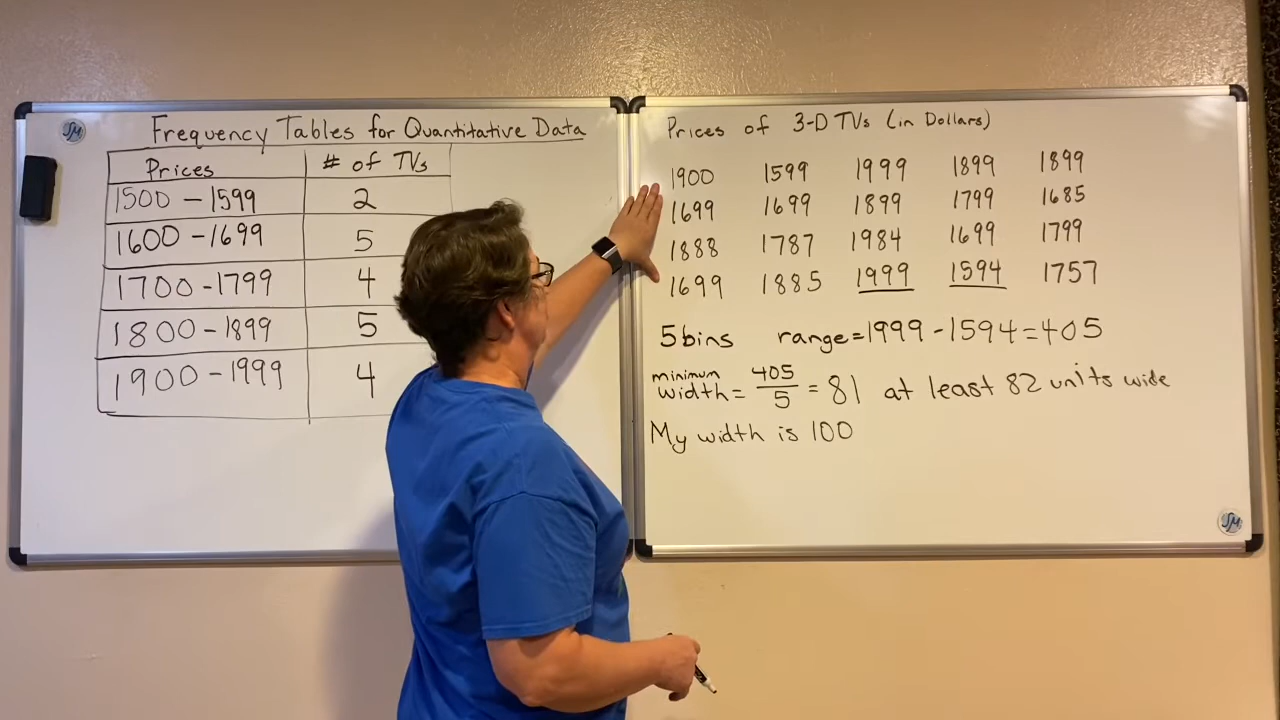 Frequency Tables for Quantitative Data
Prices # of TVs
1500 - 1599 2
1600 - 1699 5
1700 - 1799 4
1800 - 1899 5
1900 - 1999 4
Prices of 3-D TVs (in Dollars)
1900 1599 1999 1899 1899
1699 1699 1899 1799 1685
1888 1787 1984 1699 1799
1699 1885 1999 1594 1757
5 bins range = 1999 - 1594 = 405
minimum width = 405/5 = 81 at least 82 units wide
My width is 100
SM
SM